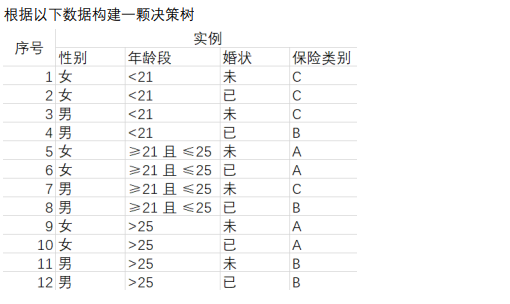 根据以下数据构建一颗决策树
序号 实例
性别 年龄段 婚状 保险类别
1 女 <21 未 C
2 女 <21 已 C
3 男 <21 未 C
4 男 <21 已 B
5 女 ≥21 且 ≤25 未 A
6 女 ≥21 且 ≤25 已 A
7 男 ≥21 且 ≤25 未 C
8 男 ≥21 且 ≤25 已 B
9 女 >25 未 A
10 女 >25 已 A
11 男 >25 未 B
12 男 >25 已 B